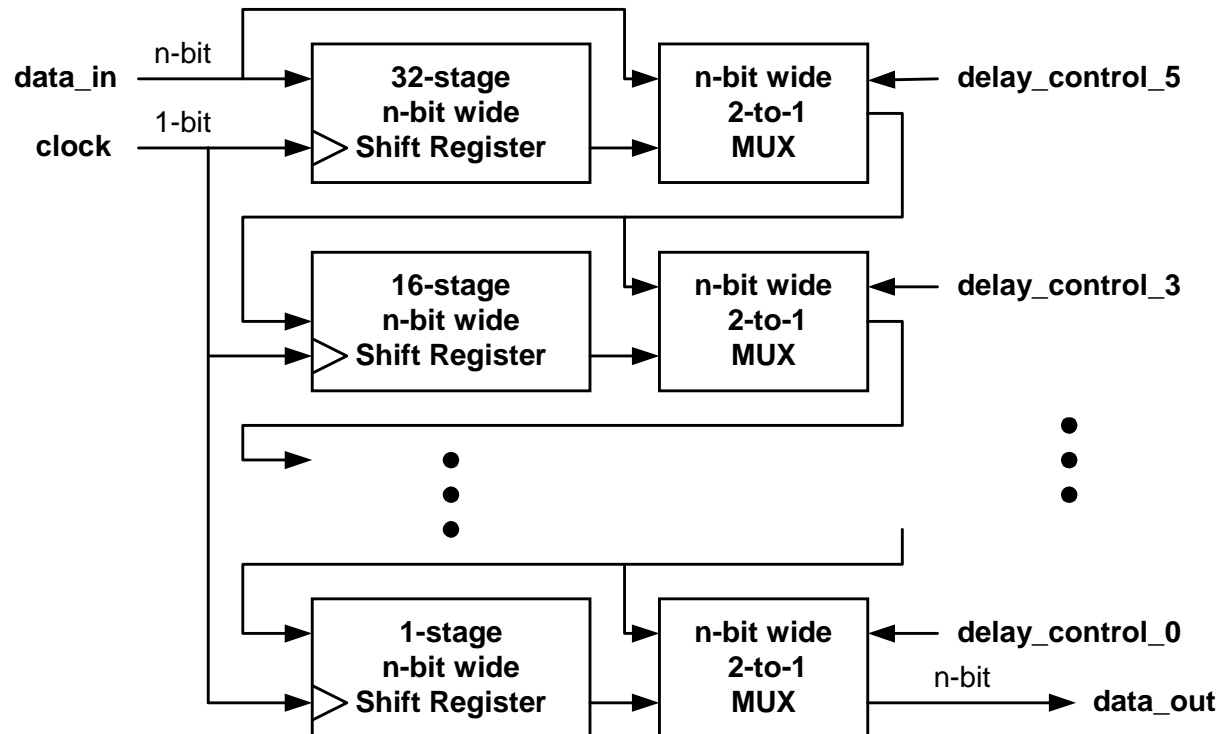 n-bit
data_in
1-bit
clock
32-stage
n-bit wide
Shift Register
n-bit wide
2-to-1
MUX
delay_control_5
16-stage
n-bit wide
Shift Register
n-bit wide
2-to-1
MUX
delay_control_3
1-stage
n-bit wide
Shift Register
n-bit wide
2-to-1
MUX
delay_control_0
n-bit
data_out